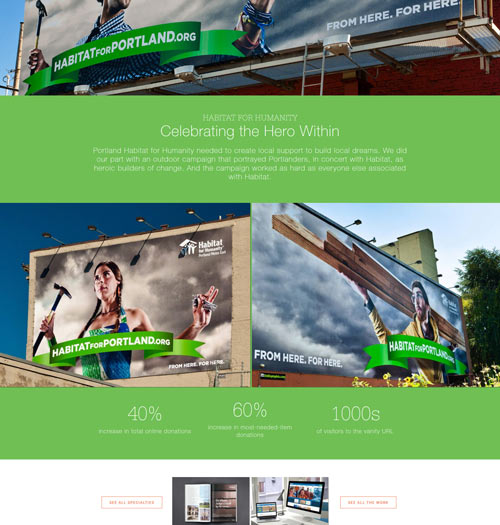 FROM HERE. FOR HERE.
HABITATFORPORTLAND.ORG
HABITAT FOR HUMANITY
Celebrating the Hero Within
Portland Habitat for Humanity needed to create local support to build local dreams. We did
our part with an outdoor campaign that portrayed Portlanders, in concert with Habitat, as
heroic builders of change. And the campaign worked as hard as everyone else associated
with Habitat.
Habitat
for Humanity
Portland Metro East
HABITATFORPORTLAND.ORG
FROM HERE. FOR HERE.
HABITATFORPORTLAND.ORG
FROM HERE. FOR HERE.
40%
increase in total online donations
60%
increase in most-needed-item
donations
1000s
of visitors to the vanity URL
SEE ALL SPECIALTIES
SEE ALL THE WORK